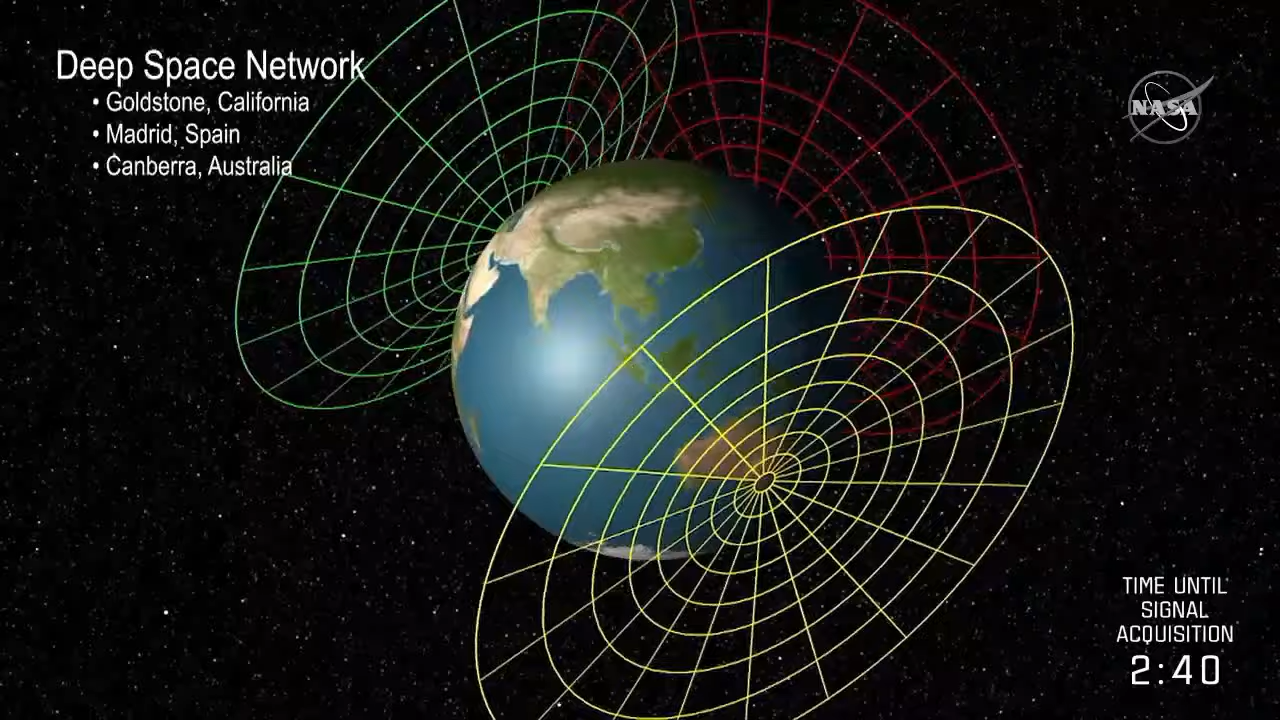 Deep Space Network
• Goldstone, California
• Madrid, Spain
• Canberra, Australia
NASA
TIME UNTIL
SIGNAL
ACQUISITION
2:40